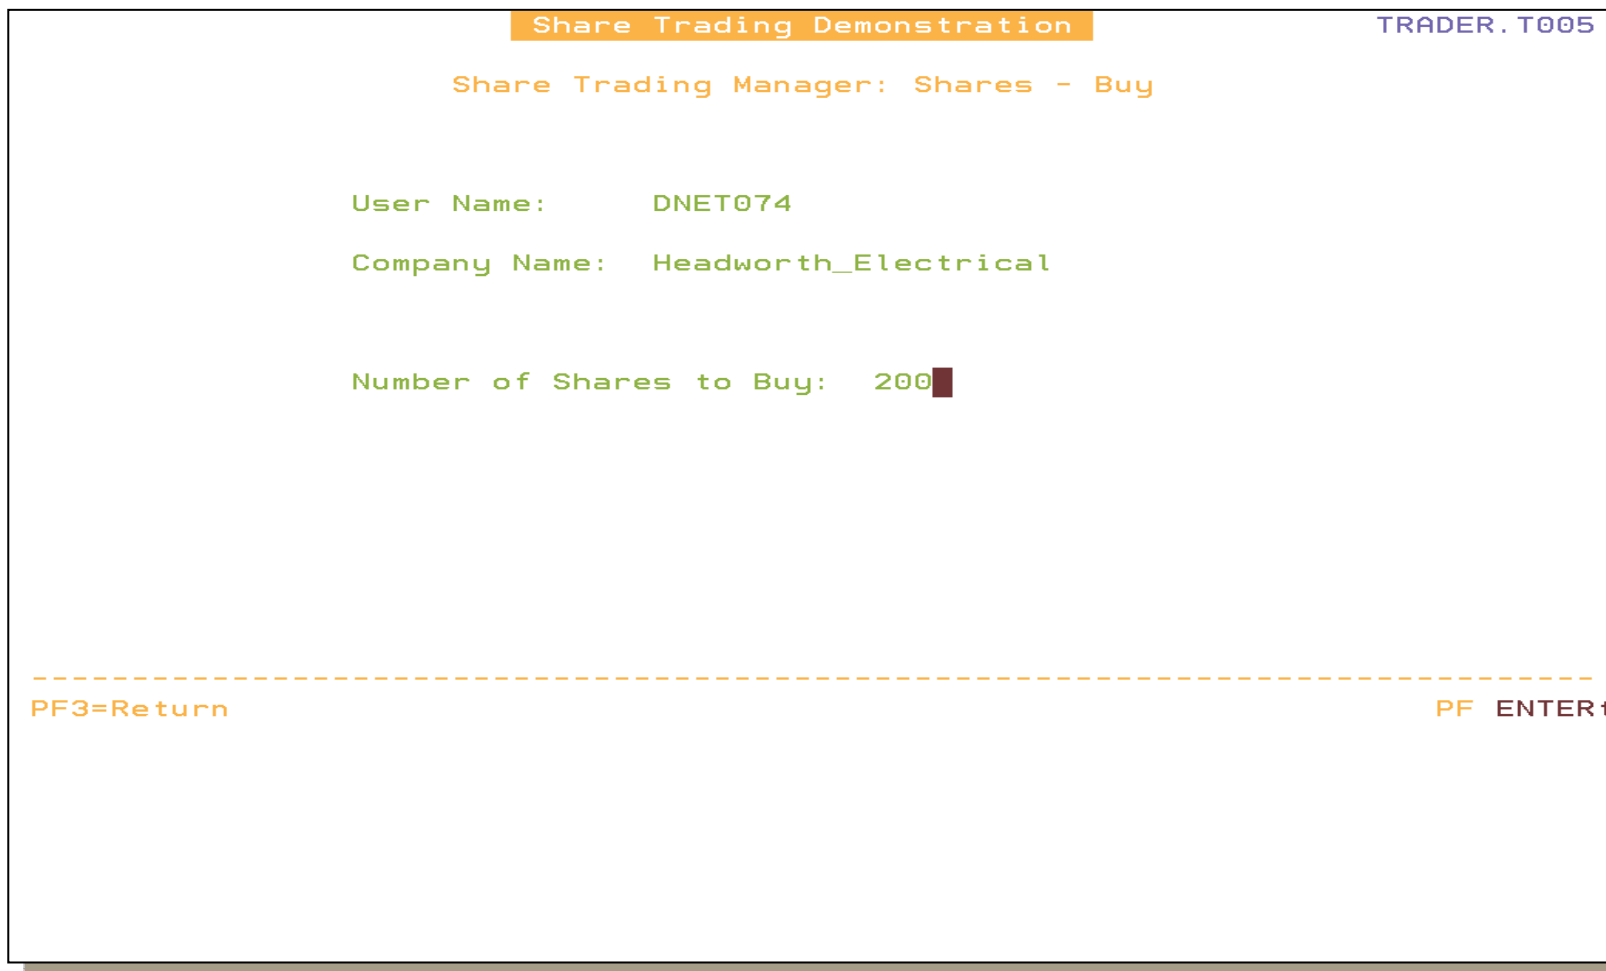 Share Trading Demonstration TRADER.T005
Share Trading Manager: Shares - Buy
User Name: DNET074
Company Name: Headworth_Electrical
Number of Shares to Buy: 200
--------------------------------------------------------------------------------
PF3=Return PF ENTER